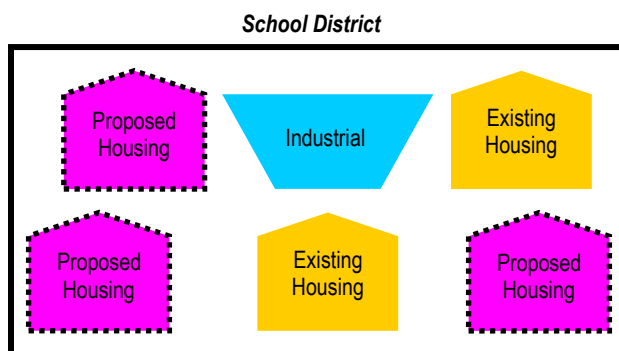 School District
Proposed
Housing
Industrial
Existing
Housing
Proposed
Housing
Existing
Housing
Proposed
Housing